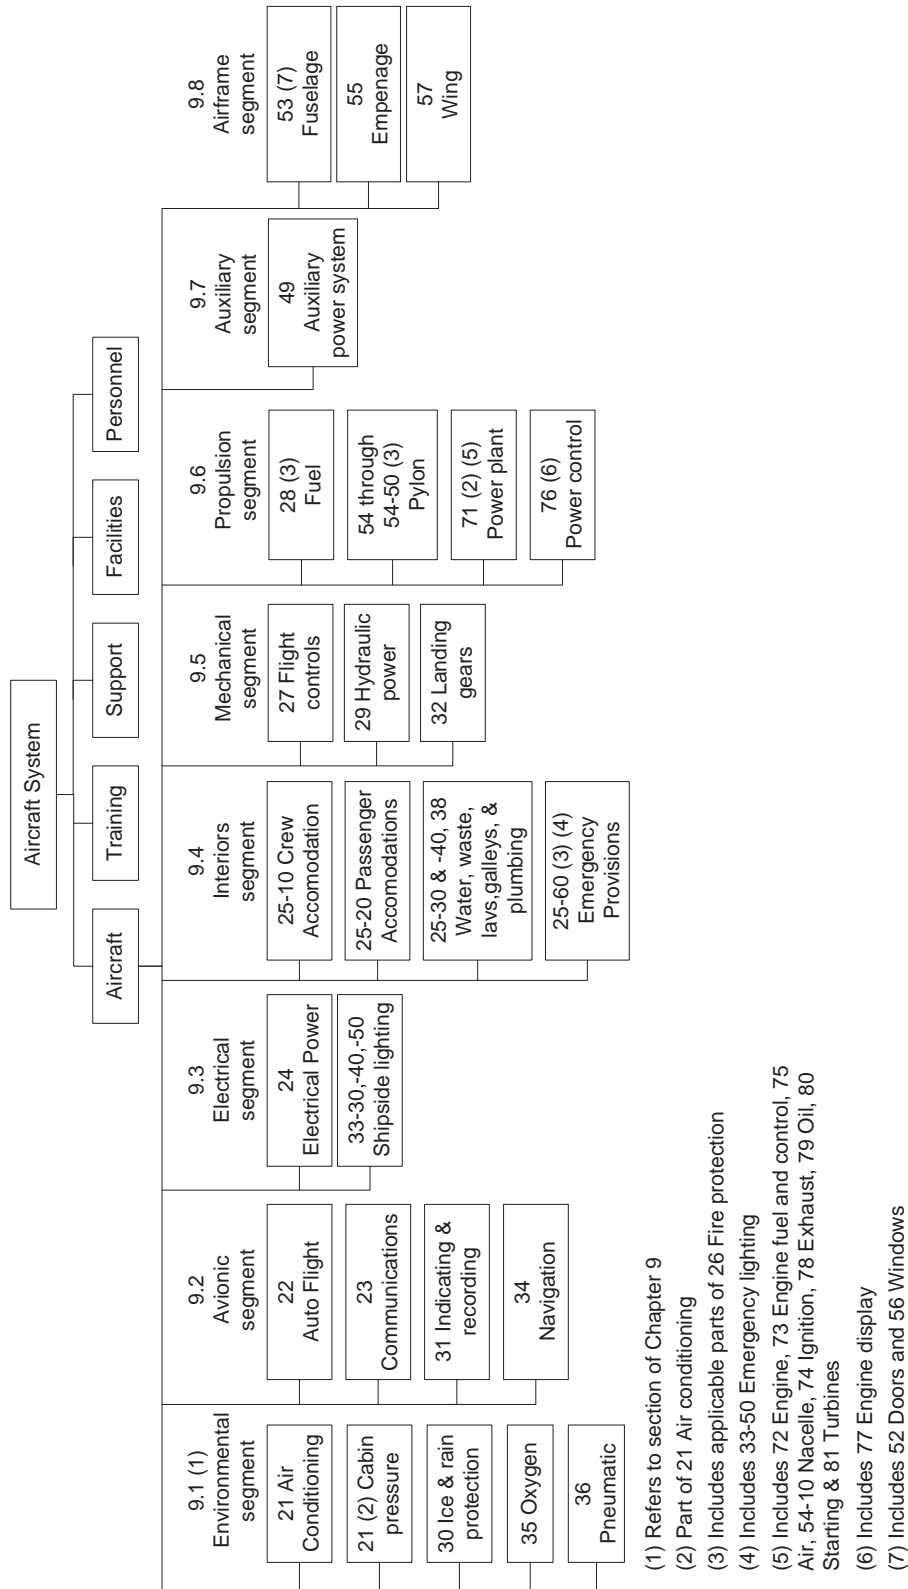 Aircraft System
Aircraft
Training
Support
Facilities
Personnel
9.1 (1)
Environmental
segment
21 Air
Conditioning
21 (2) Cabin
pressure
30 Ice & rain
protection
35 Oxygen
36
Pneumatic
9.2
Avionic
segment
22
Auto Flight
23
Communications
31 Indicating &
recording
34
Navigation
9.3
Electrical
segment
24
Electrical Power
33-30,-40,-50
Shipside lighting
9.4
Interiors
segment
25-10 Crew
Accomodation
25-20 Passenger
Accomodations
25-30 & -40, 38
Water, waste,
lavs,galleys, &
plumbing
25-60 (3) (4)
Emergency
Provisions
9.5
Mechanical
segment
27 Flight
controls
29 Hydraulic
power
32 Landing
gears
9.6
Propulsion
segment
28 (3)
Fuel
54 through
54-50 (3)
Pylon
71 (2) (5)
Power plant
76 (6)
Power control
9.7
Auxiliary
segment
49
Auxiliary
power system
9.8
Airframe
segment
53 (7)
Fuselage
55
Empenage
57
Wing
(1) Refers to section of Chapter 9
(2) Part of 21 Air conditioning
(3) Includes applicable parts of 26 Fire protection
(4) Includes 33-50 Emergency lighting
(5) Includes 72 Engine, 73 Engine fuel and control, 75
Air, 54-10 Nacelle, 74 Ignition, 78 Exhaust, 79 Oil, 80
Starting & 81 Turbines
(6) Includes 77 Engine display
(7) Includes 52 Doors and 56 Windows